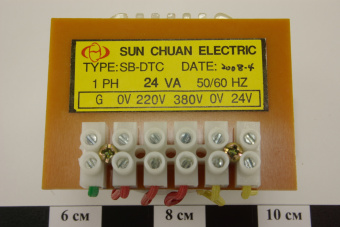 SUN CHUAN ELECTRIC
TYPE: SB-DTC DATE: 2008.4
1 PH 24 VA 50/60 HZ
G 0V 220V 380V 0V 24V
6 см 8 см 10 см